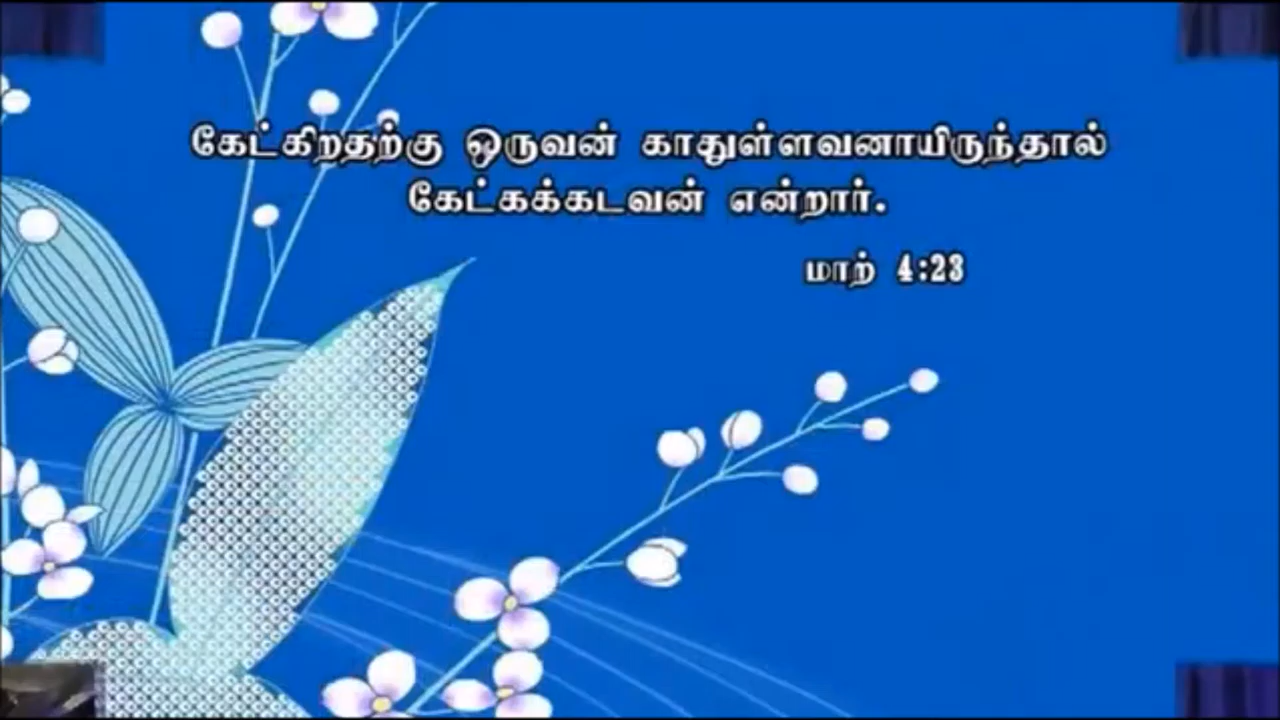 கேட்கிறதற்கு ஒருவன் காதுள்ளவனாயிருந்தால்
கேட்கக்கடவன் என்றார்.
மாற் 4:23